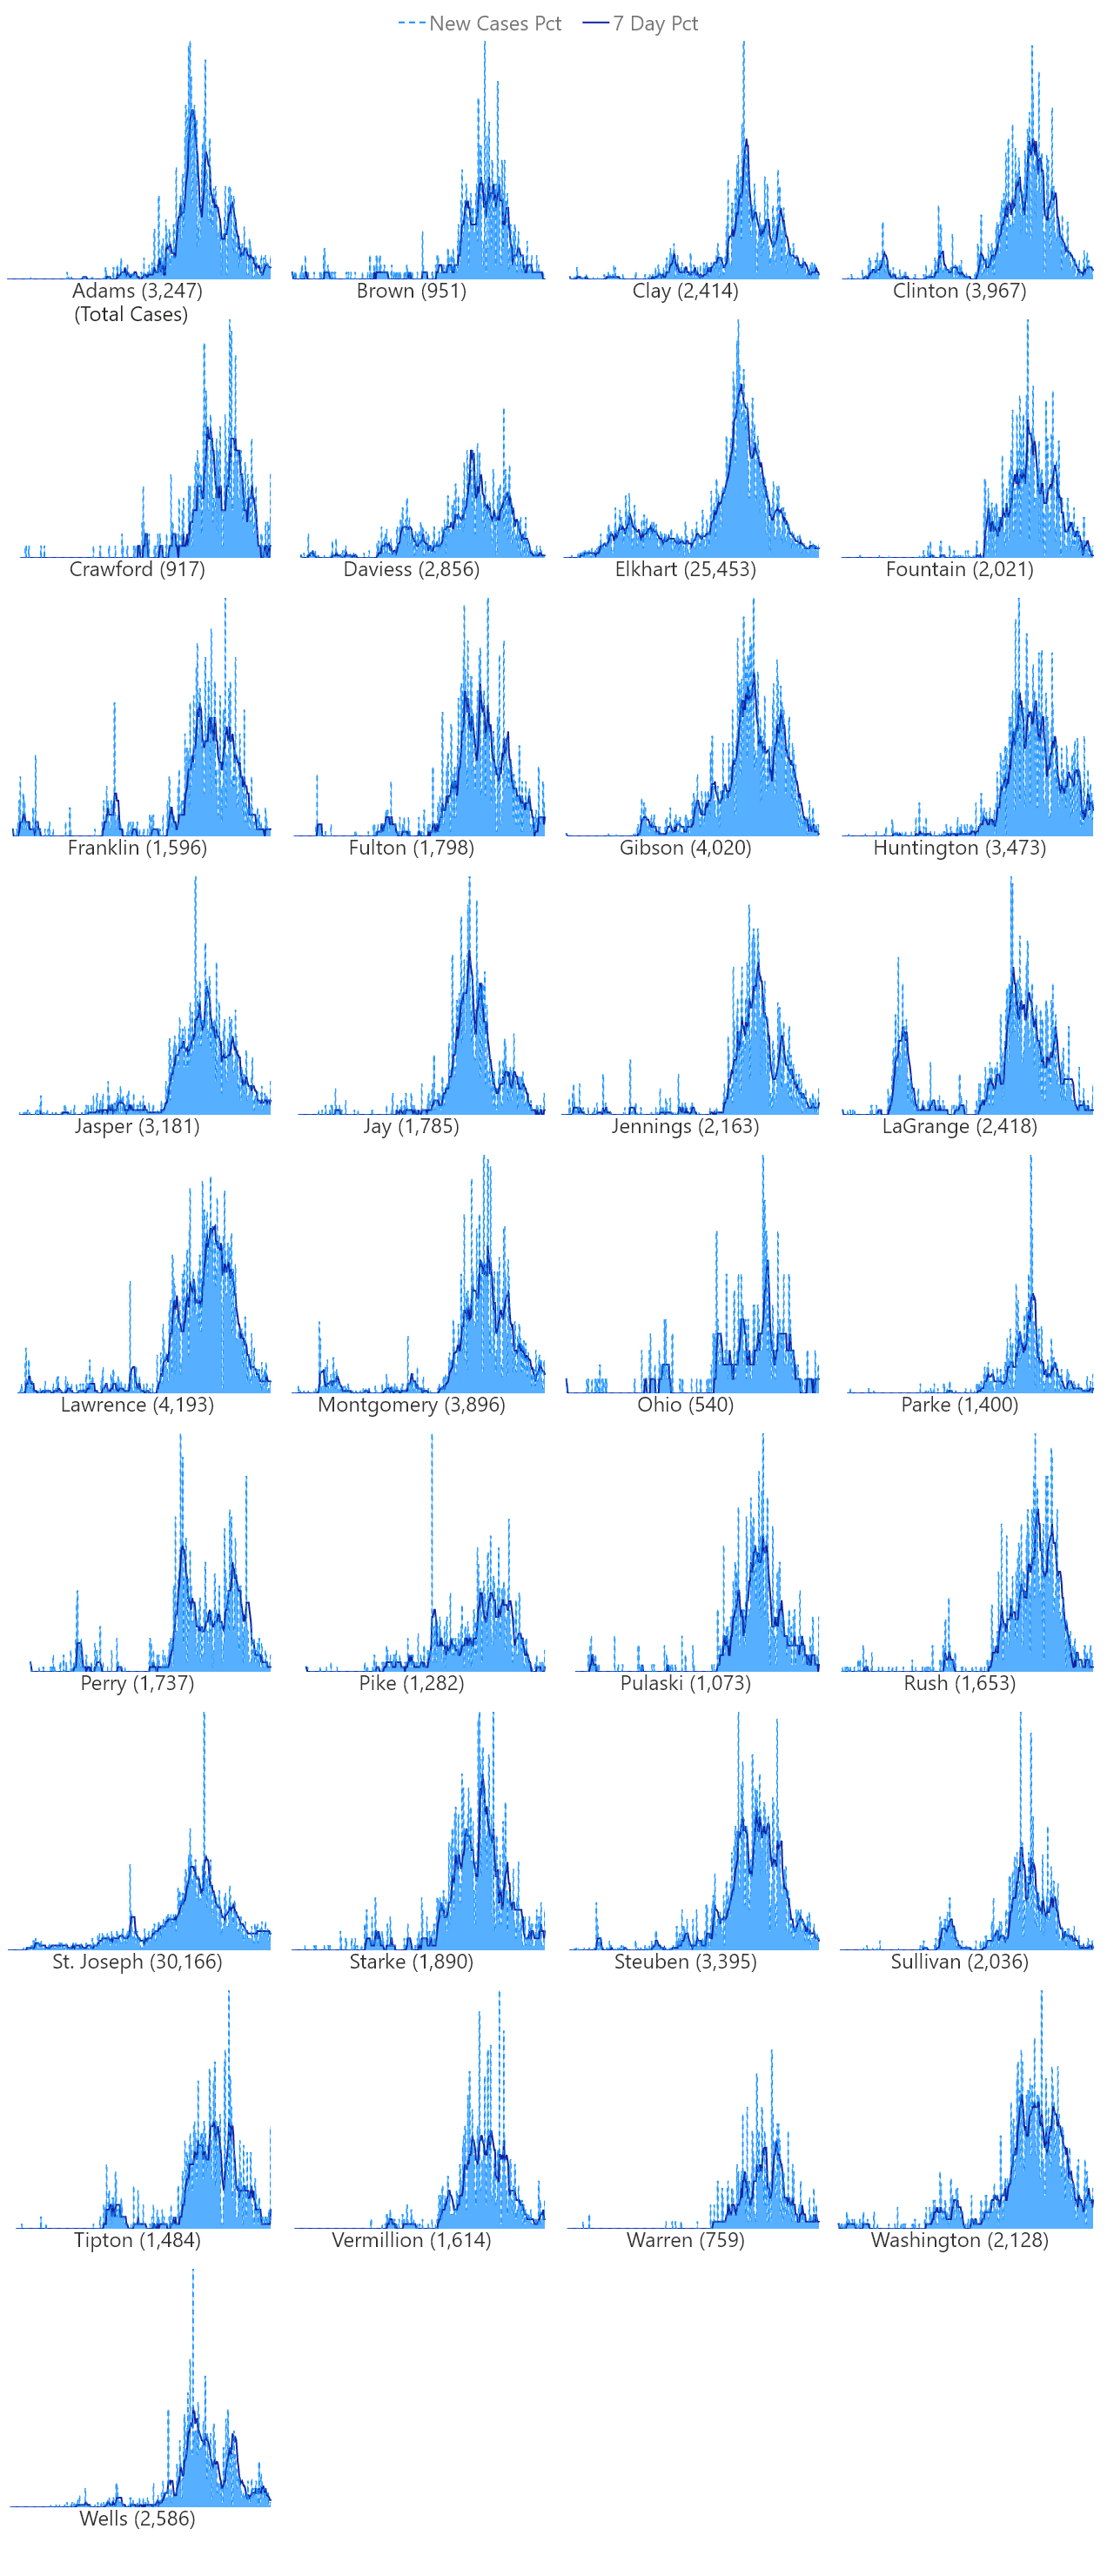 New Cases Pct 7 Day Pct
Adams (3,247) Brown (951) Clay (2,414) Clinton (3,967)
(Total Cases)
Crawford (917) Daviess (2,856) Elkhart (25,453) Fountain (2,021)
Franklin (1,596) Fulton (1,798) Gibson (4,020) Huntington (3,473)
Jasper (3,181) Jay (1,785) Jennings (2,163) LaGrange (2,418)
Lawrence (4,193) Montgomery (3,896) Ohio (540) Parke (1,400)
Perry (1,737) Pike (1,282) Pulaski (1,073) Rush (1,653)
St. Joseph (30,166) Starke (1,890) Steuben (3,395) Sullivan (2,036)
Tipton (1,484) Vermillion (1,614) Warren (759) Washington (2,128)
Wells (2,586)